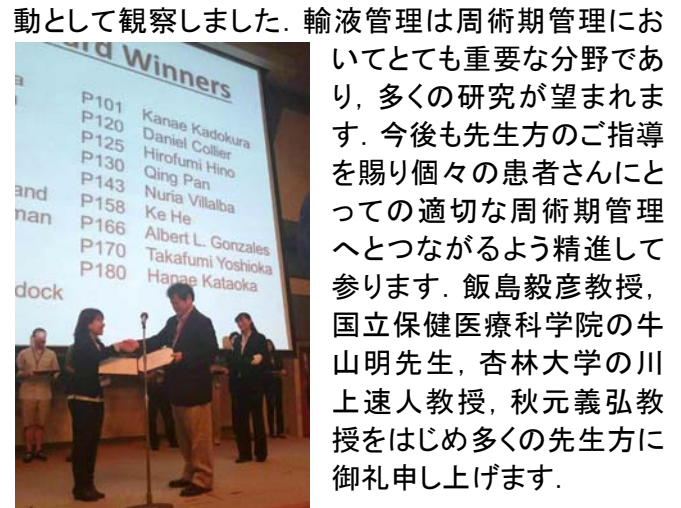 動として観察しました．輸液管理は周術期管理にお
いてとても重要な分野であ
り，多くの研究が望まれま
す．今後も先生方のご指導
を賜り個々の患者さんにと
っての適切な周術期管理
へとつながるよう精進して
参ります．飯島毅彦教授，
国立保健医療科学院の牛
山明先生，杏林大学の川
上速人教授，秋元義弘教
授をはじめ多くの先生方に
御礼申し上げます．
ard Winners
P101 Kanae Kadokura
P120 Daniel Collier
P125 Hirofumi Hino
P130 Qing Pan
P143 Nuria Villalba
P158 Ke He
P166 Albert L. Gonzales
P170 Takafumi Yoshioka
P180 Hanae Kataoka
a
n
and
man
dock